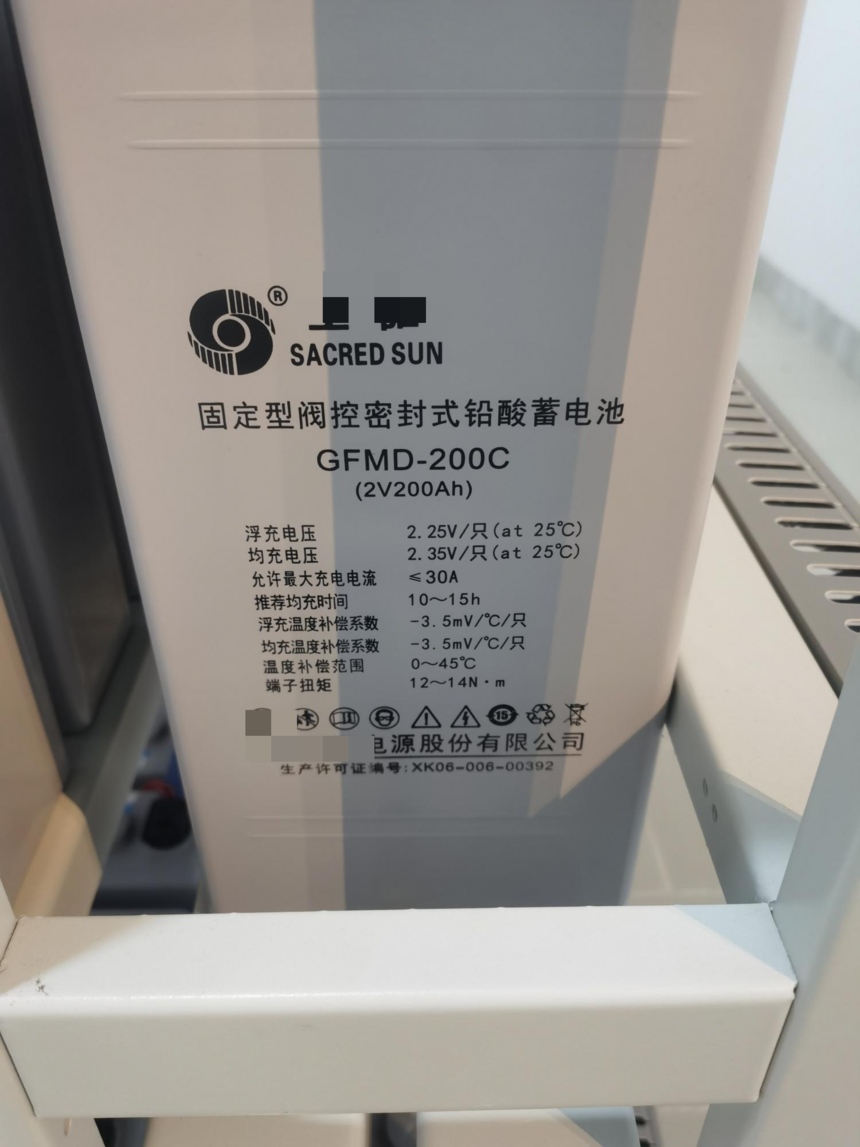 ®
SACRED SUN
固定型阀控密封式铅酸蓄电池
GFMD-200C
(2V200Ah)
浮充电压 2.25V/只(at 25℃)
均充电压 2.35V/只(at 25℃)
允许最大充电电流 ≤30A
推荐均充时间 10～15h
浮充温度补偿系数 -3.5mV/℃/只
均充温度补偿系数 -3.5mV/℃/只
温度补偿范围 0～45℃
端子扭矩 12～14N·m
15
电源股份有限公司
生产许可证编号:XK06-006-00392